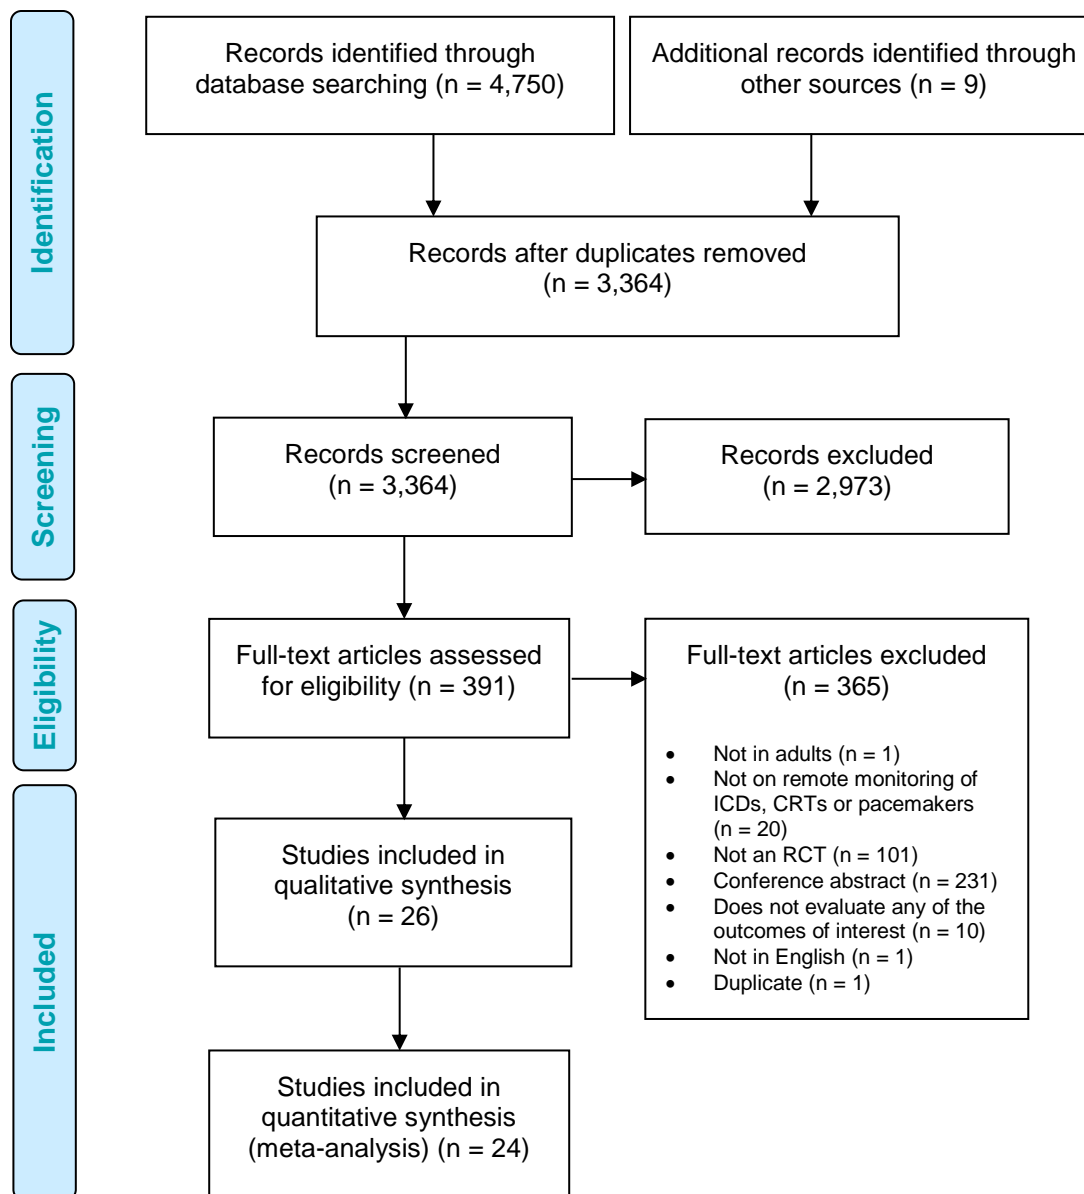 Identification
Records identified through
database searching (n = 4,750)
Additional records identified through
other sources (n = 9)
Records after duplicates removed
(n = 3,364)
Screening
Records screened
(n = 3,364)
Records excluded
(n = 2,973)
Eligibility
Full-text articles assessed
for eligibility (n = 391)
Full-text articles excluded
(n = 365)
• Not in adults (n = 1)
• Not on remote monitoring of
ICDs, CRTs or pacemakers
(n = 20)
• Not an RCT (n = 101)
• Conference abstract (n = 231)
• Does not evaluate any of the
outcomes of interest (n = 10)
• Not in English (n = 1)
• Duplicate (n = 1)
Included
Studies included in
qualitative synthesis
(n = 26)
Studies included in
quantitative synthesis
(meta-analysis) (n = 24)